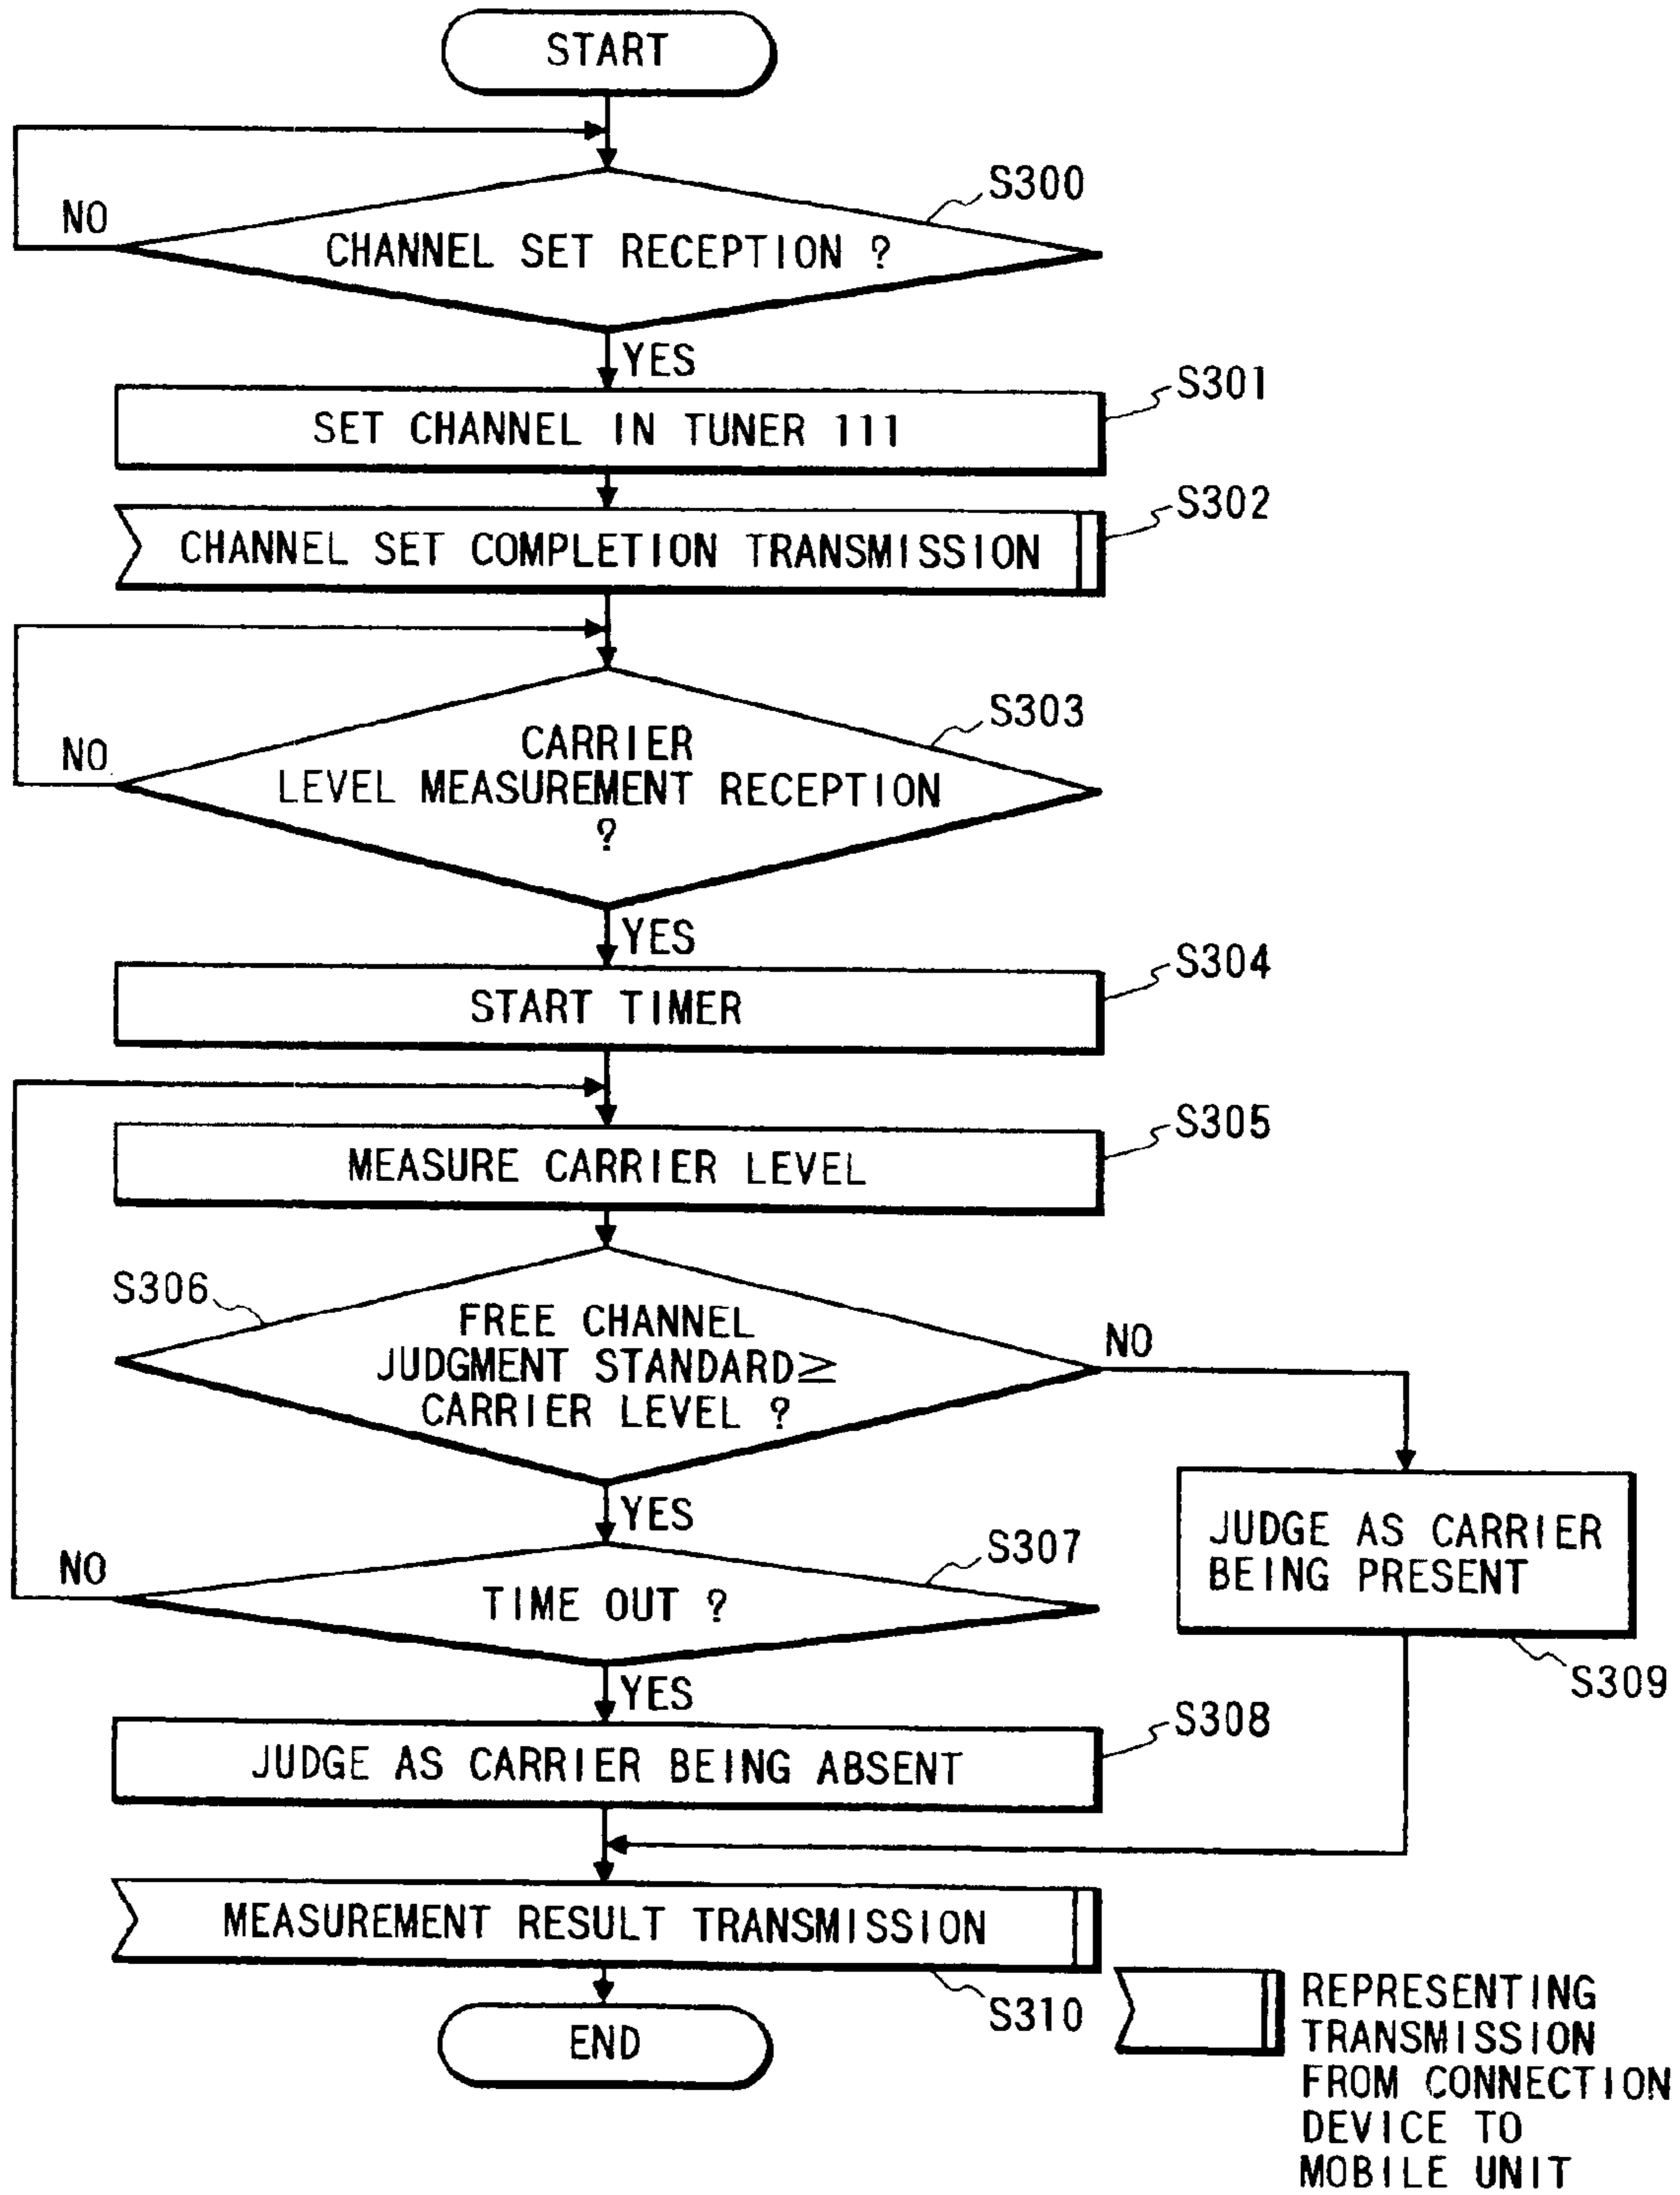 START
S300
NO
CHANNEL SET RECEPTION ?
YES
S301
SET CHANNEL IN TUNER 111
S302
CHANNEL SET COMPLETION TRANSMISSION
S303
NO
CARRIER
LEVEL MEASUREMENT RECEPTION
?
YES
S304
START TIMER
S305
MEASURE CARRIER LEVEL
S306
FREE CHANNEL
JUDGMENT STANDARD≧
CARRIER LEVEL ?
NO
YES
JUDGE AS CARRIER
BEING PRESENT
S309
S307
NO
TIME OUT ?
YES
S308
JUDGE AS CARRIER BEING ABSENT
MEASUREMENT RESULT TRANSMISSION
S310
END
REPRESENTING
TRANSMISSION
FROM CONNECTION
DEVICE TO
MOBILE UNIT